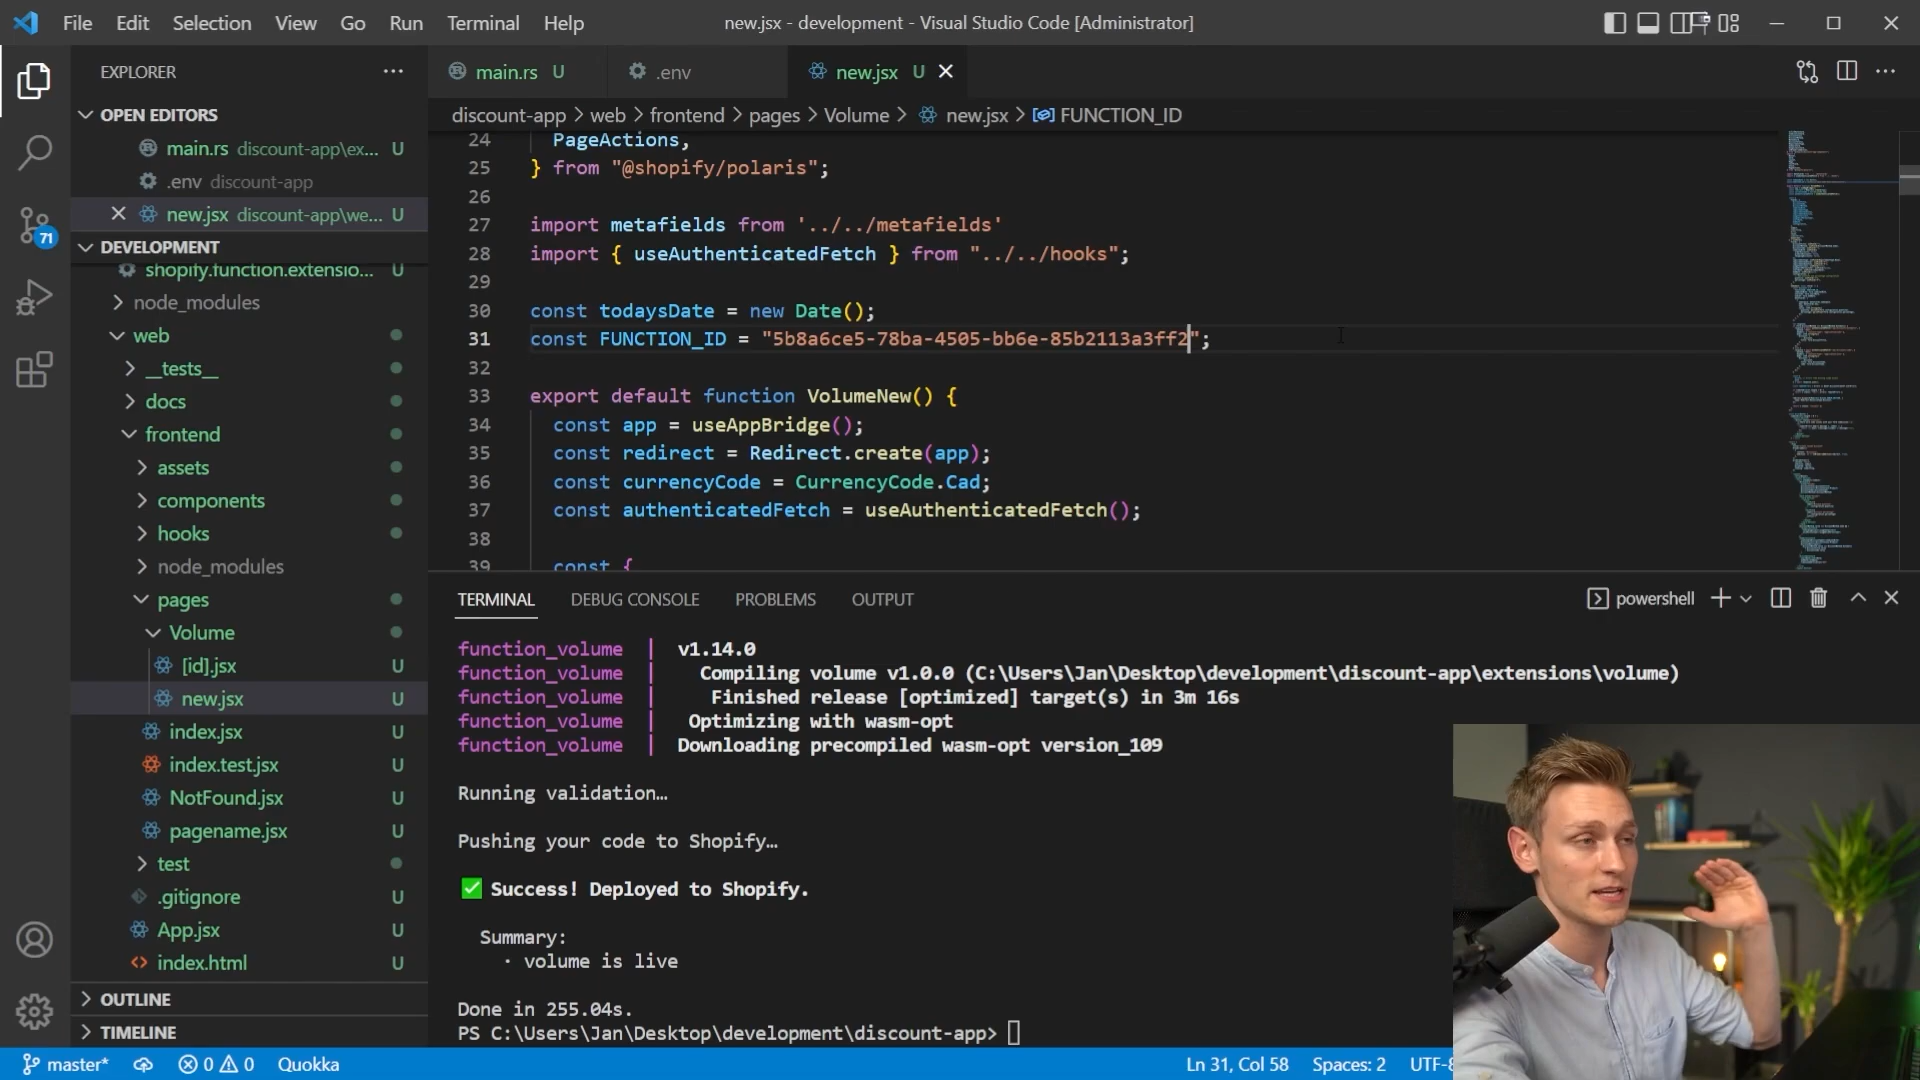 File Edit Selection View Go Run Terminal Help
new.jsx - development - Visual Studio Code [Administrator]
EXPLORER
OPEN EDITORS
main.rs discount-app\ex... U
.env discount-app
new.jsx discount-app\we... U
DEVELOPMENT
shopify.function.extensio... U
node_modules
web
__tests__
docs
frontend
assets
components
hooks
node_modules
pages
Volume
[id].jsx U
new.jsx U
index.jsx U
index.test.jsx U
NotFound.jsx U
pagename.jsx U
test
.gitignore U
App.jsx U
index.html U
OUTLINE
TIMELINE
71
main.rs U
.env
new.jsx U
discount-app > web > frontend > pages > Volume > new.jsx > FUNCTION_ID
24 PageActions,
25 } from "@shopify/polaris";
26
27 import metafields from '../../metafields'
28 import { useAuthenticatedFetch } from "../../hooks";
29
30 const todaysDate = new Date();
31 const FUNCTION_ID = "5b8a6ce5-78ba-4505-bb6e-85b2113a3ff2";
32
33 export default function VolumeNew() {
34 const app = useAppBridge();
35 const redirect = Redirect.create(app);
36 const currencyCode = CurrencyCode.Cad;
37 const authenticatedFetch = useAuthenticatedFetch();
38
39 const {
TERMINAL DEBUG CONSOLE PROBLEMS OUTPUT
powershell
function_volume | v1.14.0
function_volume | Compiling volume v1.0.0 (C:\Users\Jan\Desktop\development\discount-app\extensions\volume)
function_volume | Finished release [optimized] target(s) in 3m 16s
function_volume | Optimizing with wasm-opt
function_volume | Downloading precompiled wasm-opt version_109
Running validation…
Pushing your code to Shopify…
✅ Success! Deployed to Shopify.
Summary:
· volume is live
Done in 255.04s.
PS C:\Users\Jan\Desktop\development\discount-app>
master* 0 0 Quokka
Ln 31, Col 58 Spaces: 2 UTF-8